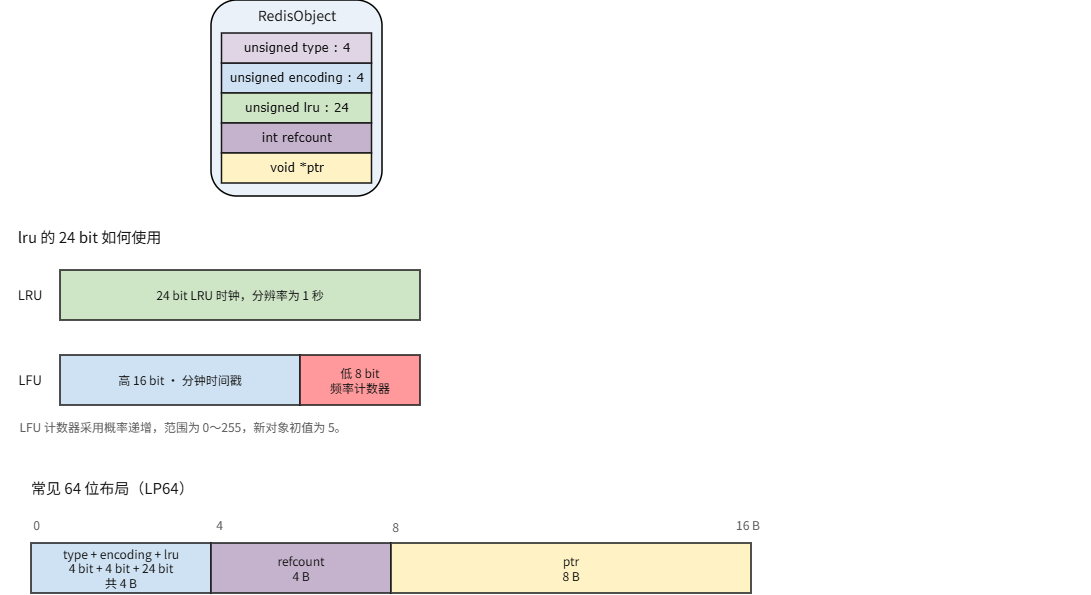 RedisObject
unsigned type : 4
unsigned encoding : 4
unsigned lru : 24
int refcount
void *ptr
lru 的 24 bit 如何使用
LRU
24 bit LRU 时钟，分辨率为 1 秒
LFU
高 16 bit · 分钟时间戳
低 8 bit
频率计数器
LFU 计数器采用概率递增，范围为 0～255，新对象初值为 5。
常见 64 位布局（LP64）
0
4
8
16 B
type + encoding + lru
4 bit + 4 bit + 24 bit
共 4 B
refcount
4 B
ptr
8 B